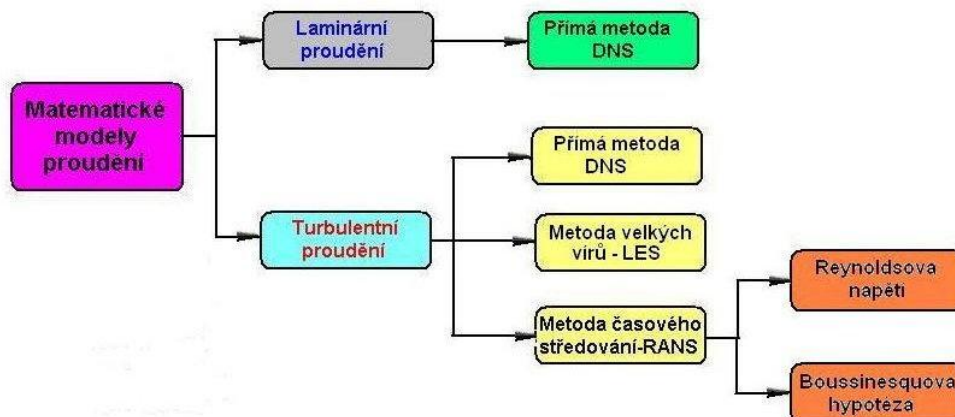 Laminární
proudění
Přímá metoda
DNS
Matematické
modely
proudění
Přímá metoda
DNS
Turbulentní
proudění
Metoda velkých
vírů - LES
Metoda časového
středování-RANS
Reynoldsova
napětí
Boussinesquova
hypotéza